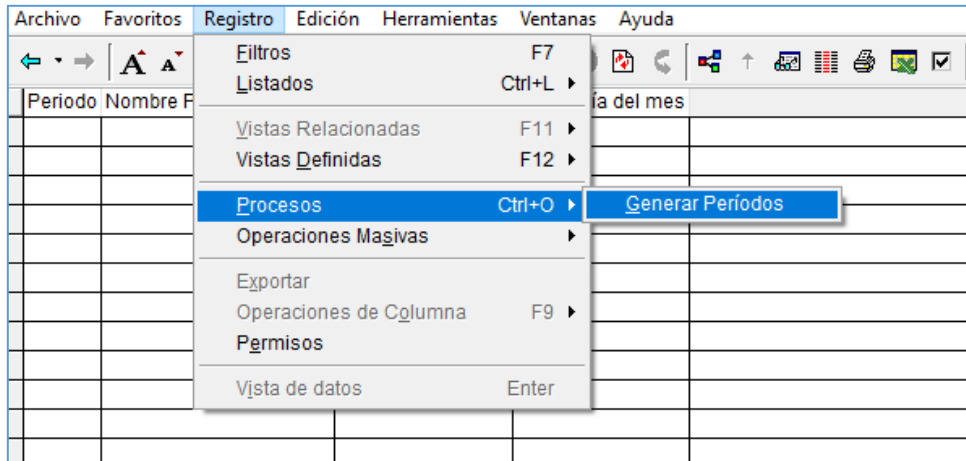 Archivo Favoritos Registro Edición Herramientas Ventanas Ayuda
A A
Periodo Nombre F ía del mes
Filtros F7
Listados Ctrl+L
Vistas Relacionadas F11
Vistas Definidas F12
Procesos Ctrl+O Generar Períodos
Operaciones Masivas
Exportar
Operaciones de Columna F9
Permisos
Vista de datos Enter